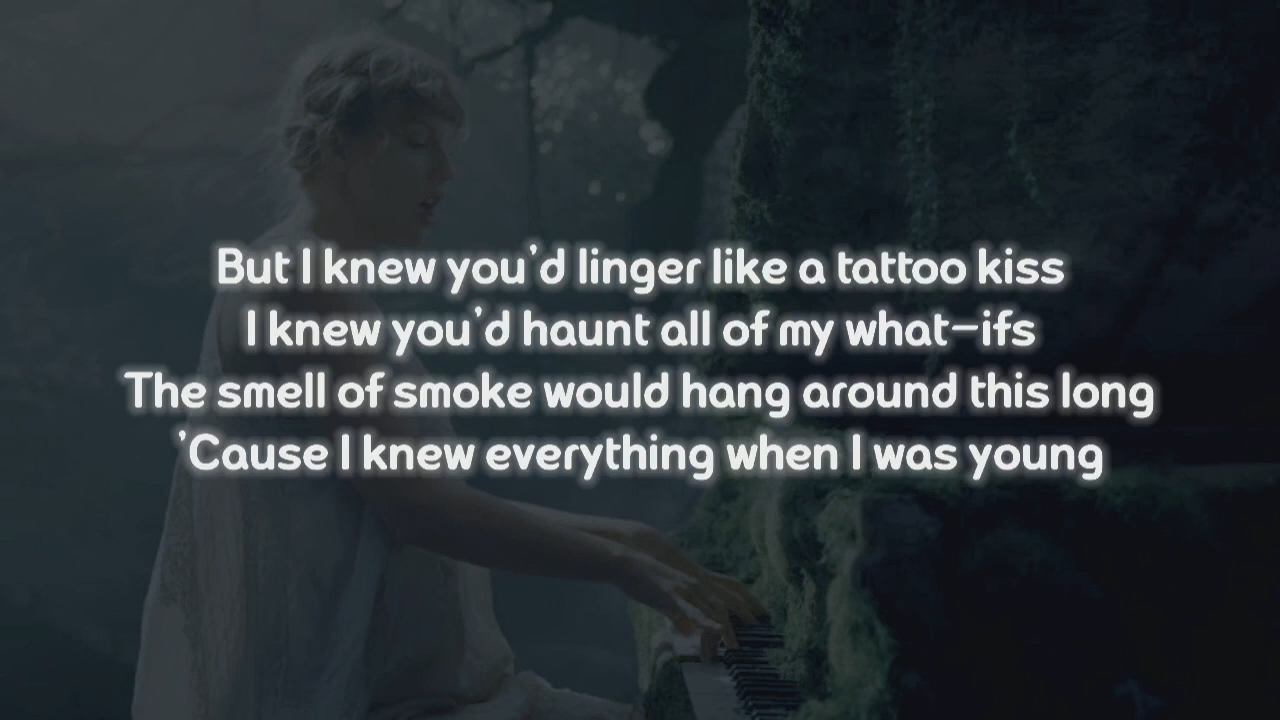 But I knew you'd linger like a tattoo kiss
I knew you'd haunt all of my what-ifs
The smell of smoke would hang around this long
'Cause I knew everything when I was young